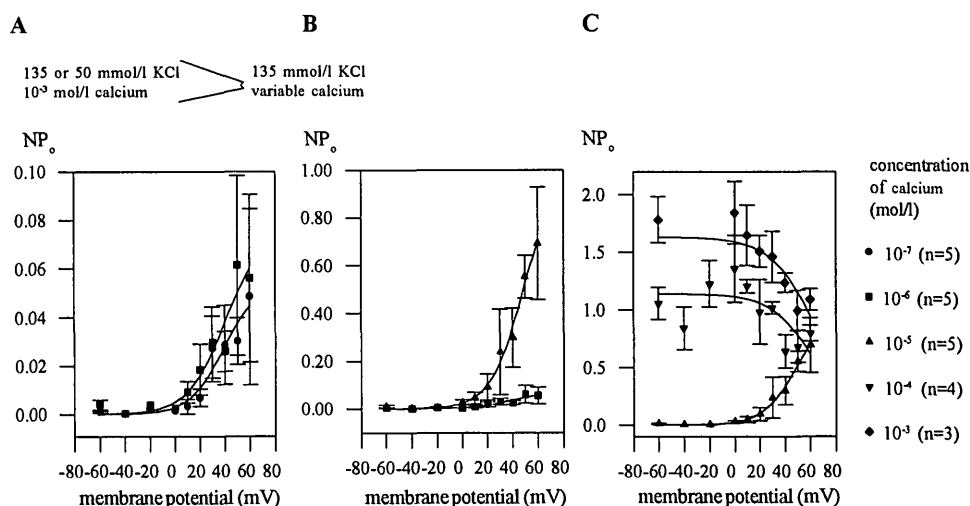 A
B
C
135 or 50 mmol/l KCl
10⁻³ mol/l calcium
135 mmol/l KCl
variable calcium
NPₒ
0.10
0.08
0.06
0.04
0.02
0.00
-80 -60 -40 -20 0 20 40 60 80
membrane potential (mV)
NPₒ
1.00
0.80
0.60
0.40
0.20
0.00
-80 -60 -40 -20 0 20 40 60 80
membrane potential (mV)
NPₒ
2.0
1.5
1.0
0.5
0.0
-80 -60 -40 -20 0 20 40 60 80
membrane potential (mV)
concentration
of calcium
(mol/l)
10⁻⁷ (n=5)
10⁻⁶ (n=5)
10⁻⁵ (n=5)
10⁻⁴ (n=4)
10⁻³ (n=3)